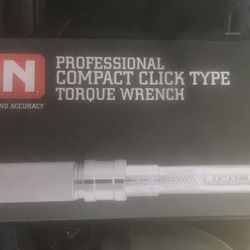 N
PROFESSIONAL
COMPACT CLICK TYPE
TORQUE WRENCH
ND ACCURACY
ICON